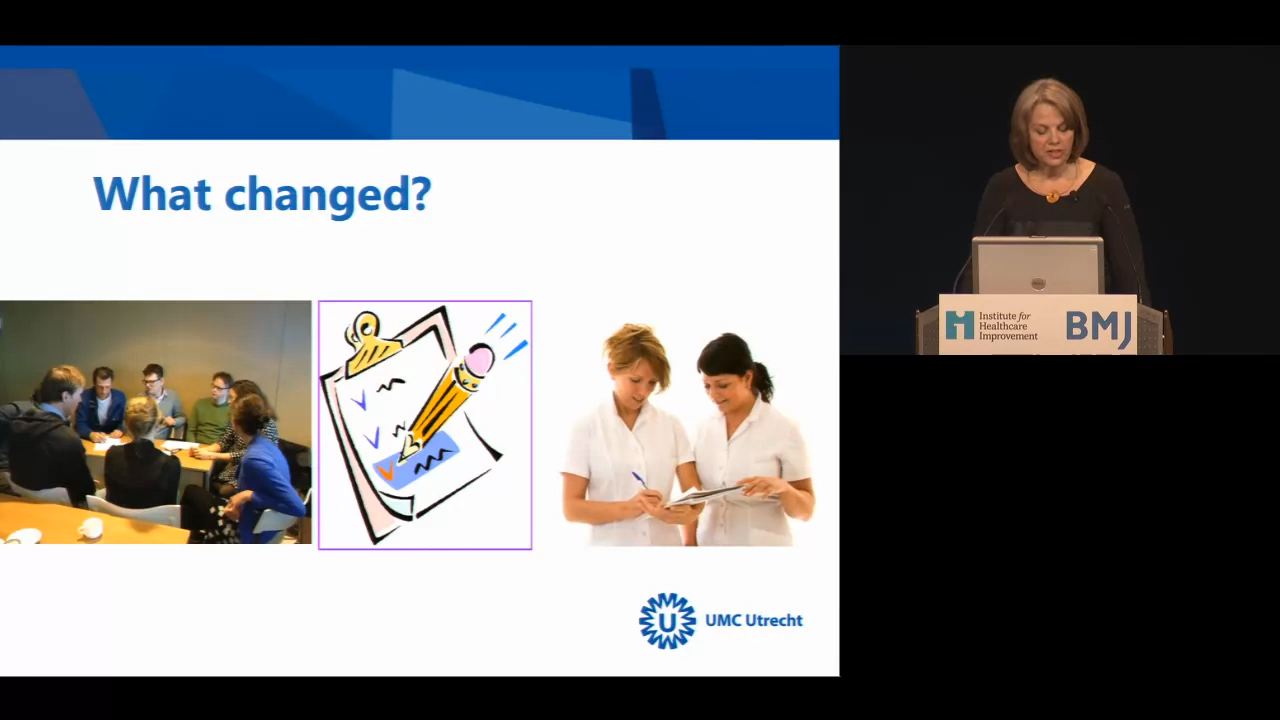 What changed?
UMC Utrecht
Institute for
Healthcare
Improvement
BMJ